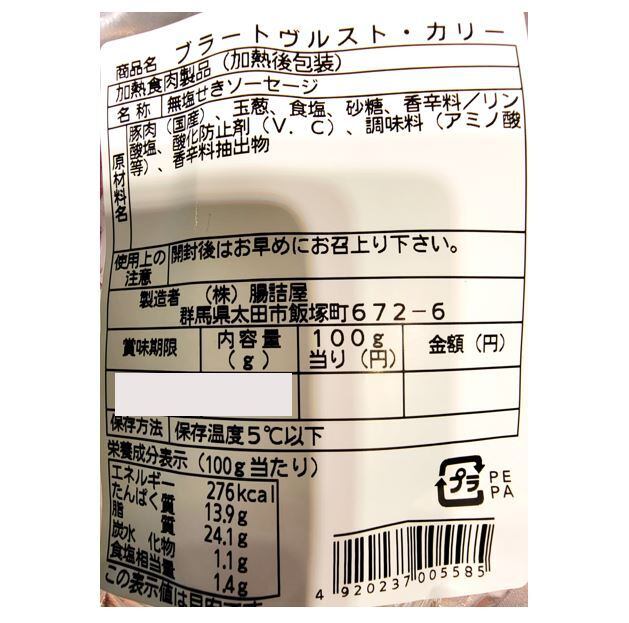 商品名 ブラートヴルスト・カリー
加熱食肉製品（加熱後包装）
名称 無塩せきソーセージ
原材料名 豚肉（国産）、玉葱、食塩、砂糖、香辛料／リン
酸塩、酸化防止剤（V．C）、調味料（アミノ酸
等）、香辛料抽出物
使用上の注意 開封後はお早めにお召上り下さい。
製造者 （株）腸詰屋
群馬県太田市飯塚町672-6
賞味期限 内容量（g） 100g当り（円） 金額（円）
保存方法 保存温度5℃以下
栄養成分表示（100g当たり）
エネルギー 276kcal
たんぱく質 13.9g
脂質 24.1g
炭水化物 1.1g
食塩相当量 1.4g
この表示値は目安です
プラ PE
PA
4 920237 005585